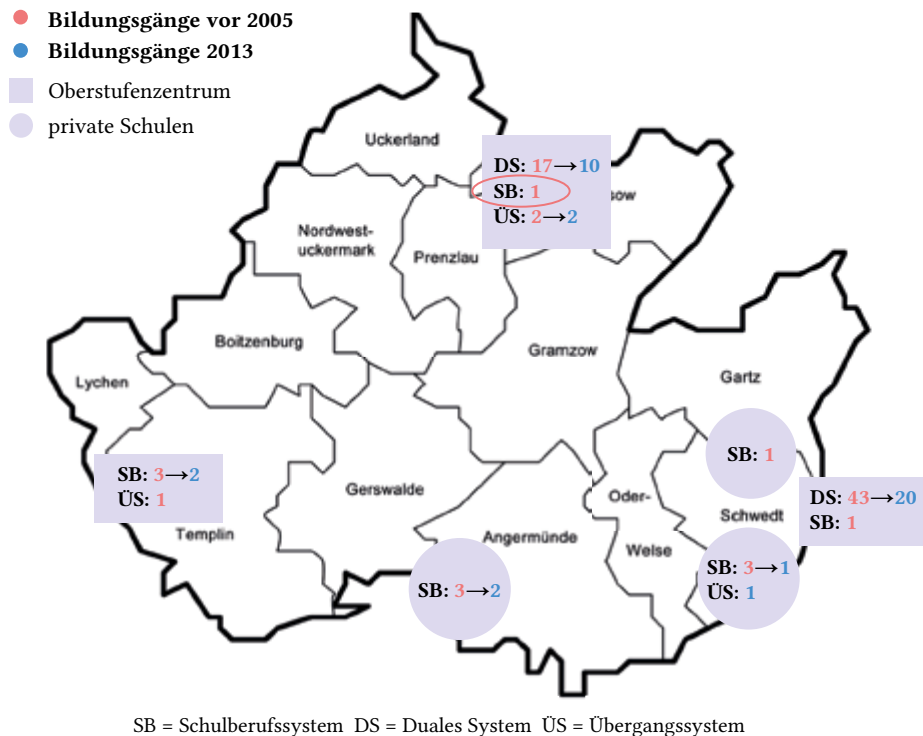 Bildungsgänge vor 2005
Bildungsgänge 2013
Oberstufenzentrum
private Schulen
Uckerland
DS: 17→10
SB: 1
ÜS: 2→2
sow
Nordwest-
uckermark
Prenzlau
Boitzenburg
Gramzow
Lychen
Gartz
SB: 1
SB: 3→2
ÜS: 1
Gerswalde
Oder-
Schwedt
DS: 43→20
SB: 1
Templin
Angermünde
Welse
SB: 3→2
SB: 3→1
ÜS: 1
SB = Schulberufssystem DS = Duales System ÜS = Übergangssystem